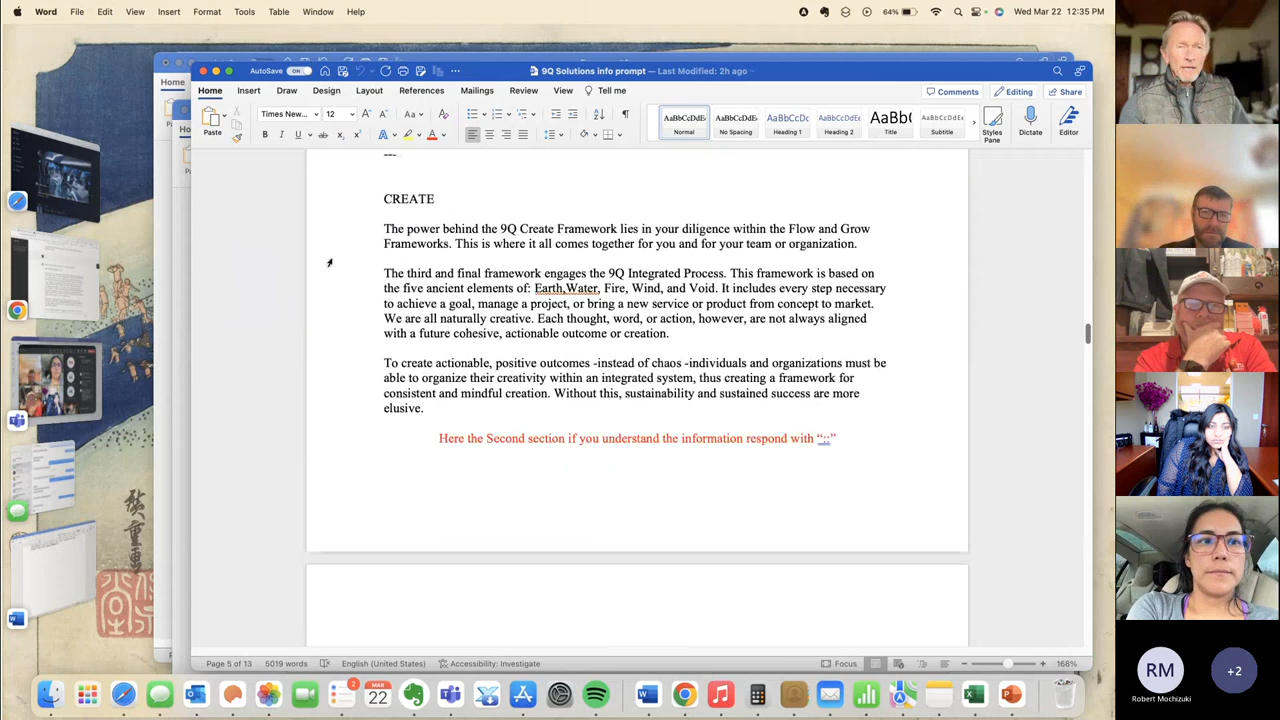 Word File Edit View Insert Format Tools Table Window Help
64% Wed Mar 22 12:35 PM
AutoSave ON
9Q Solutions info prompt — Last Modified: 2h ago
Home
Home Insert Draw Design Layout References Mailings Review View Tell me
Comments Editing Share
Paste
Times New... 12
AaBbCcDdEe AaBbCcDdEe AaBbCcDc AaBbCcDdEe AaBbC AaBbCcDdEe
Normal No Spacing Heading 1 Heading 2 Title Subtitle
Styles Pane
Dictate
Editor
CREATE
The power behind the 9Q Create Framework lies in your diligence within the Flow and Grow
Frameworks. This is where it all comes together for you and for your team or organization.
The third and final framework engages the 9Q Integrated Process. This framework is based on
the five ancient elements of: Earth,Water, Fire, Wind, and Void. It includes every step necessary
to achieve a goal, manage a project, or bring a new service or product from concept to market.
We are all naturally creative. Each thought, word, or action, however, are not always aligned
with a future cohesive, actionable outcome or creation.
To create actionable, positive outcomes -instead of chaos -individuals and organizations must be
able to organize their creativity within an integrated system, thus creating a framework for
consistent and mindful creation. Without this, sustainability and sustained success are more
elusive.
Here the Second section if you understand the information respond with “;;”
Page 5 of 13 5019 words English (United States) Accessibility: Investigate
Focus 168%
MAR
22
2
RM
Robert Mochizuki
+2